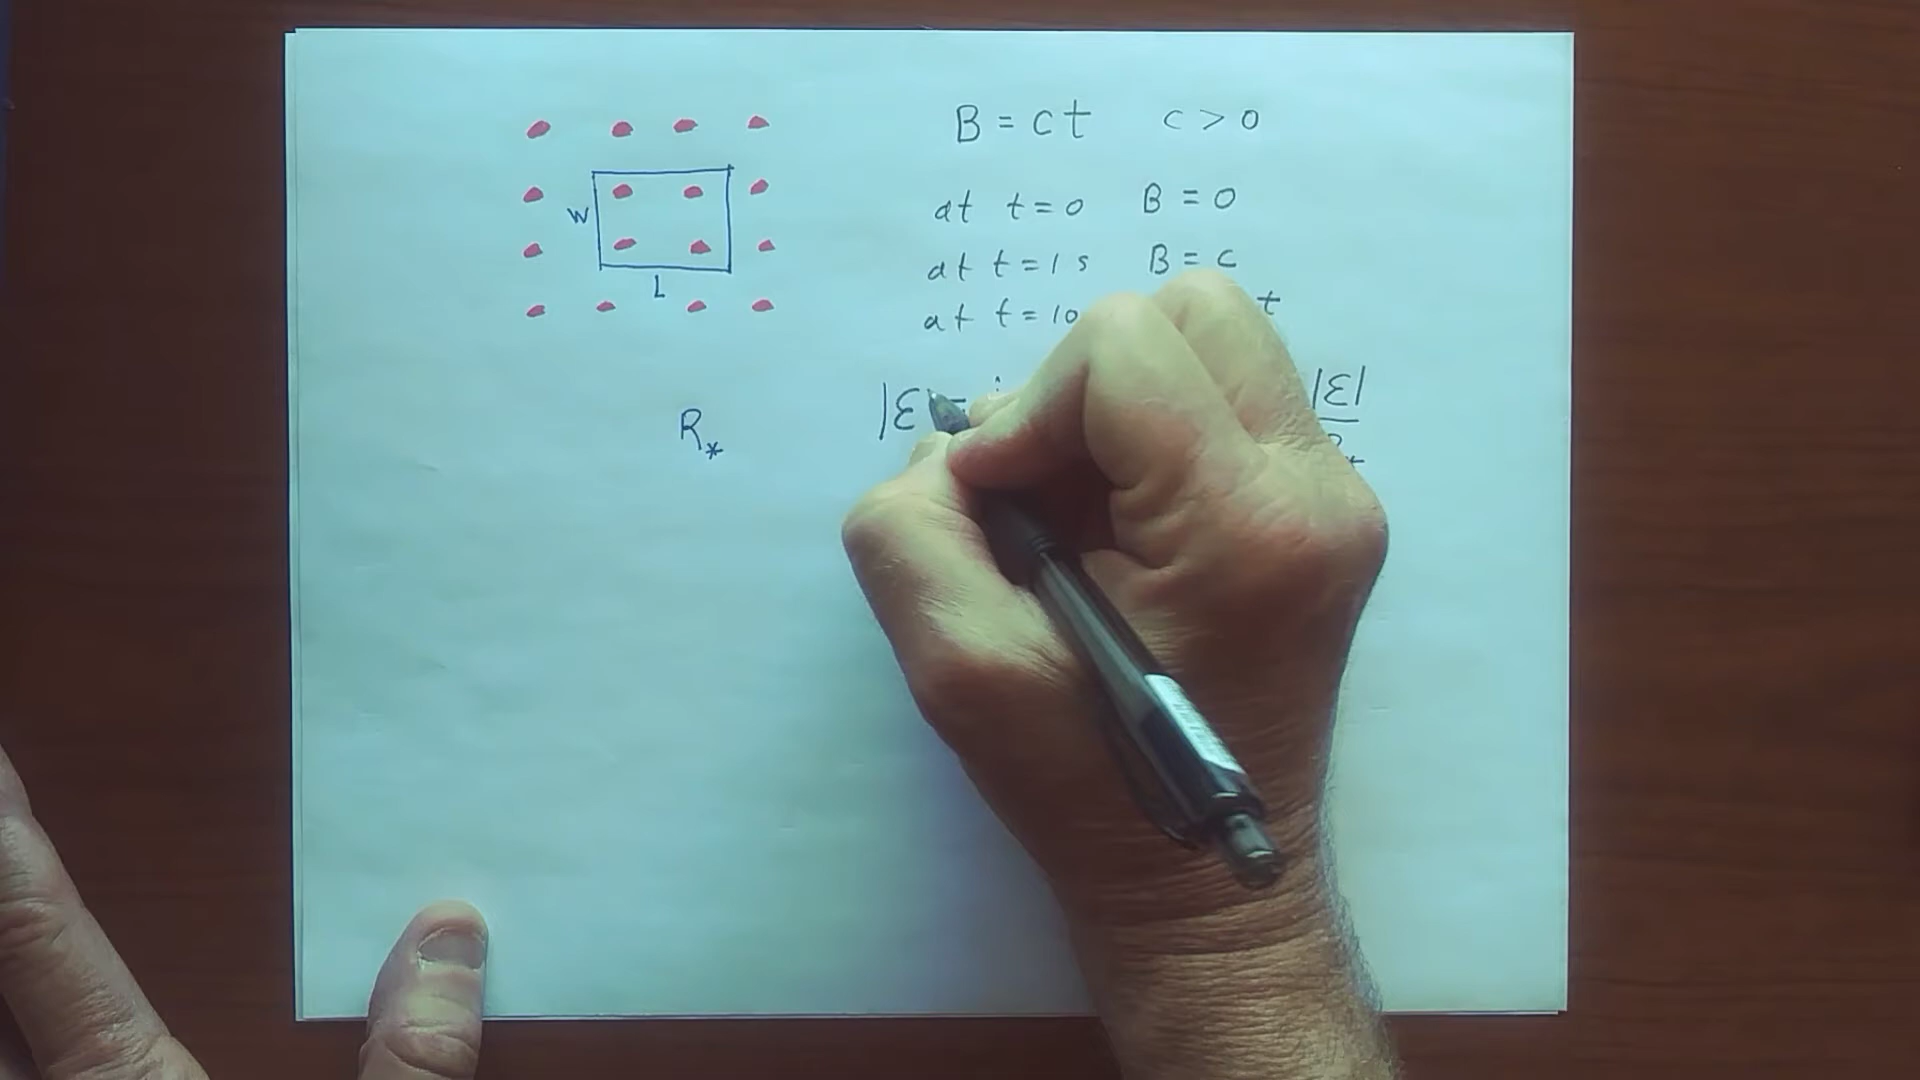 B = ct c > 0
W
at t = 0 B = 0
at t = 1 s B = c
L
at t = 10 t
R* |ε = |ε|